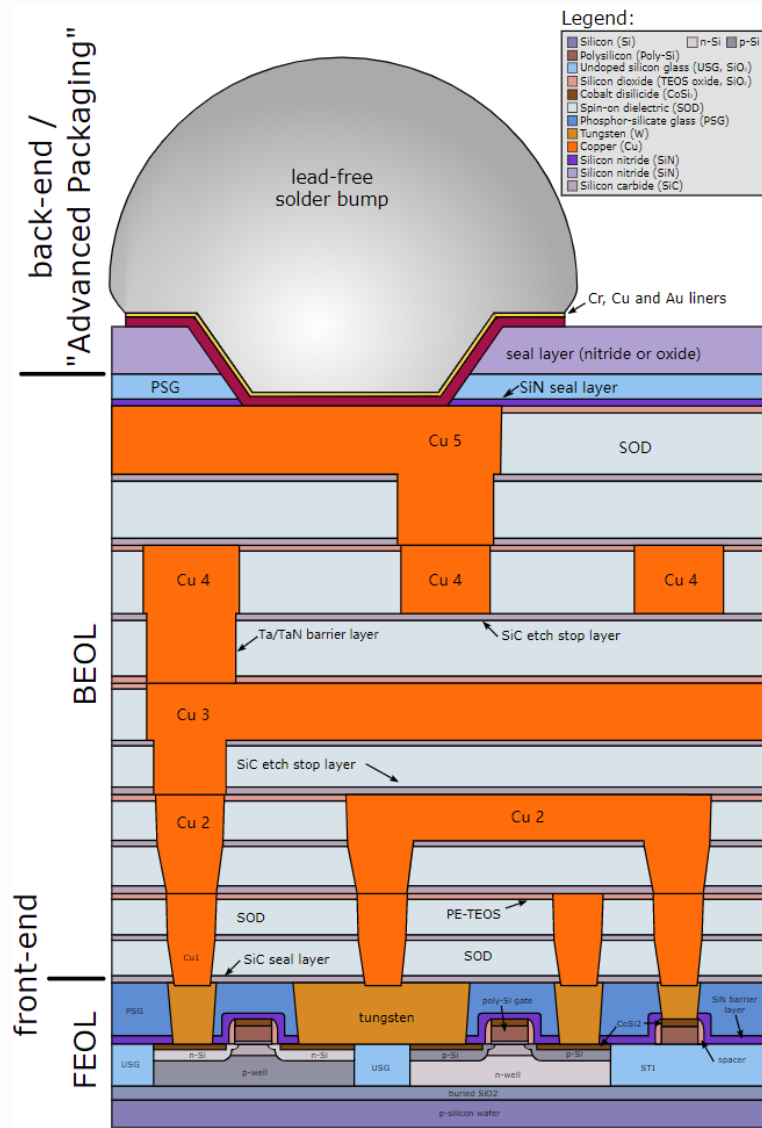 Legend:
Silicon (Si) n-Si p-Si
Polysilicon (Poly-Si)
Undoped silicon glass (USG, SiO₂)
Silicon dioxide (TEOS oxide, SiO₂)
Cobalt disilicide (CoSi₂)
Spin-on dielectric (SOD)
Phosphor-silicate glass (PSG)
Tungsten (W)
Copper (Cu)
Silicon nitride (SiN)
Silicon nitride (SiN)
Silicon carbide (SiC)
back-end /
"Advanced Packaging"
lead-free
solder bump
Cr, Cu and Au liners
seal layer (nitride or oxide)
PSG
SiN seal layer
Cu 5
SOD
BEOL
Cu 4
Cu 4
Cu 4
Ta/TaN barrier layer
SiC etch stop layer
Cu 3
SiC etch stop layer
Cu 2
Cu 2
front-end
SOD
PE-TEOS
Cu1
SiC seal layer
SOD
FEOL
PSG
tungsten
poly-Si gate
CoSi2
SiN barrier
layer
n-Si
n-Si
p-Si
p-Si
spacer
USG
p-well
USG
n-well
STI
buried SiO2
p-silicon wafer